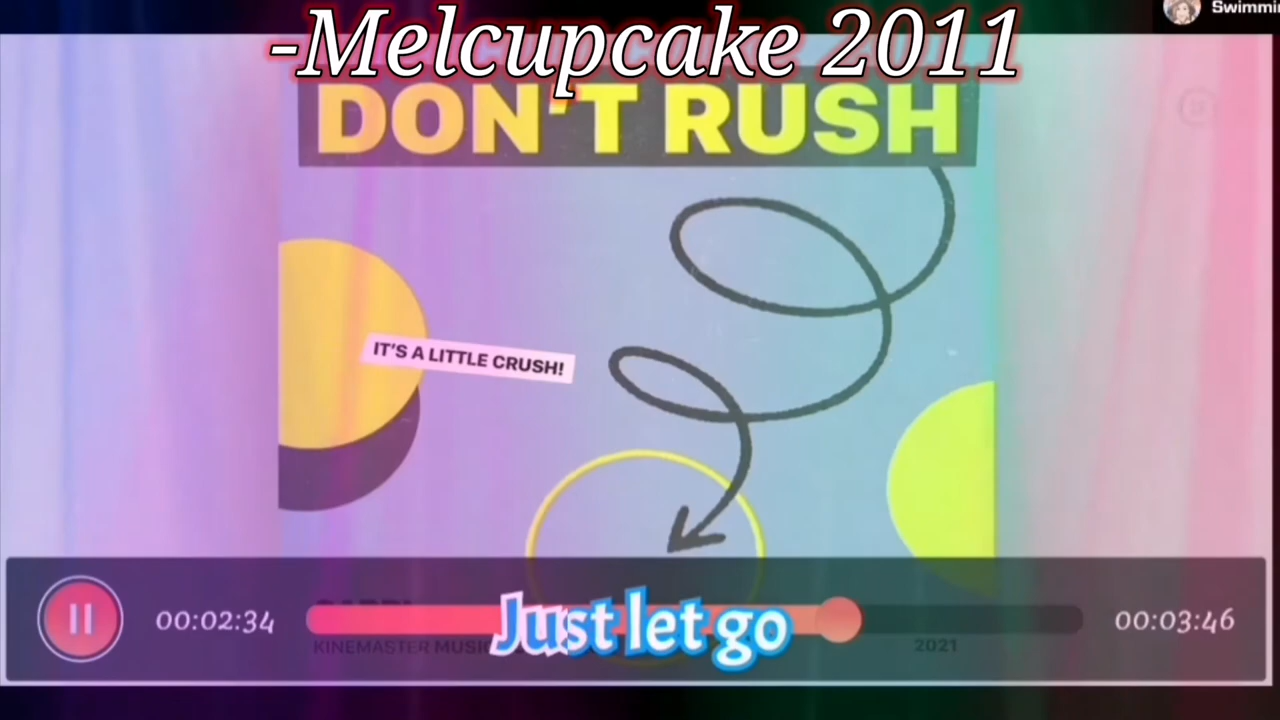 Swimmi
-Melcupcake 2011
DON'T RUSH
IT'S A LITTLE CRUSH!
00:02:34
Just let go
00:03:46
KINEMASTER MUSIC
2021